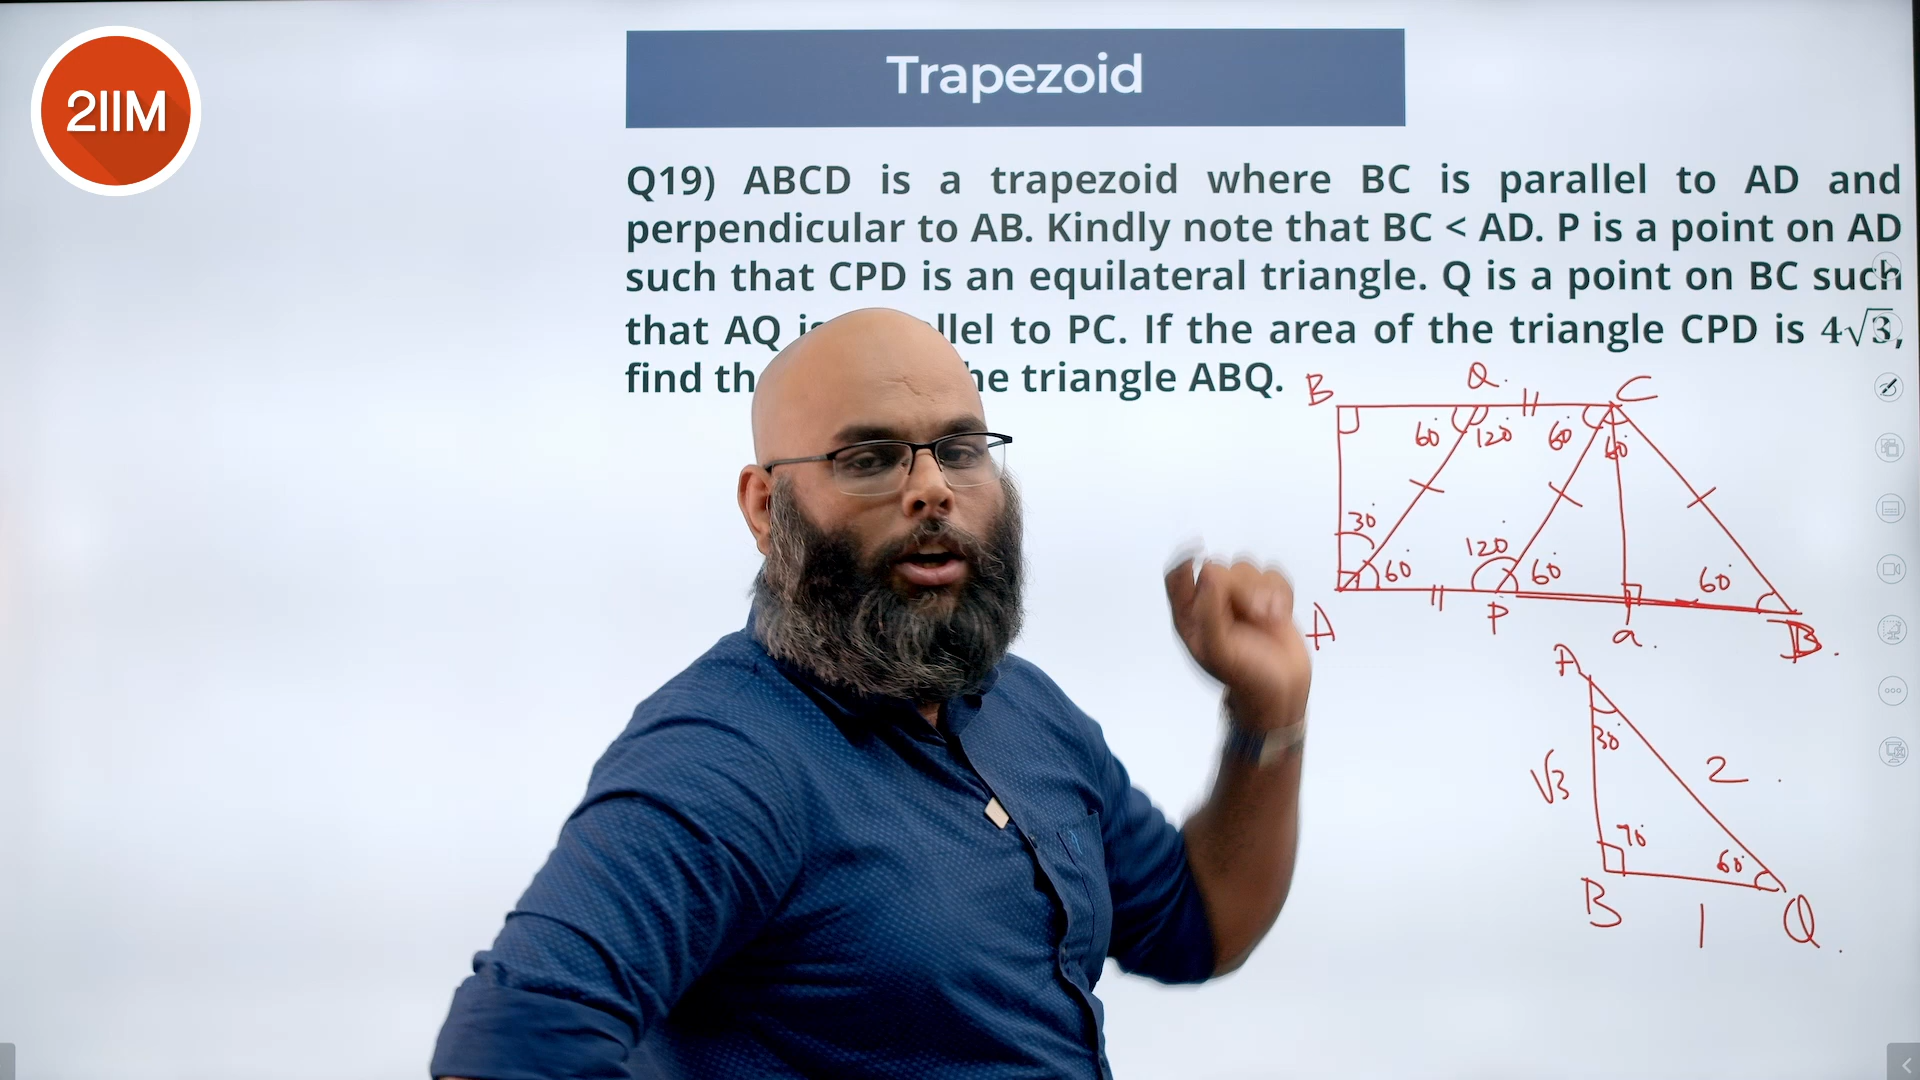 2IIM
Trapezoid
Q19) ABCD is a trapezoid where BC is parallel to AD and
perpendicular to AB. Kindly note that BC < AD. P is a point on AD
such that CPD is an equilateral triangle. Q is a point on BC such
that AQ is llel to PC. If the area of the triangle CPD is 4√3,
find th he triangle ABQ.
B Q. C
60° 120° 60° 60°
30°
60° 120° 60° 60°
A P a. D.
A
30°
√3 2
60°
B 1 Q